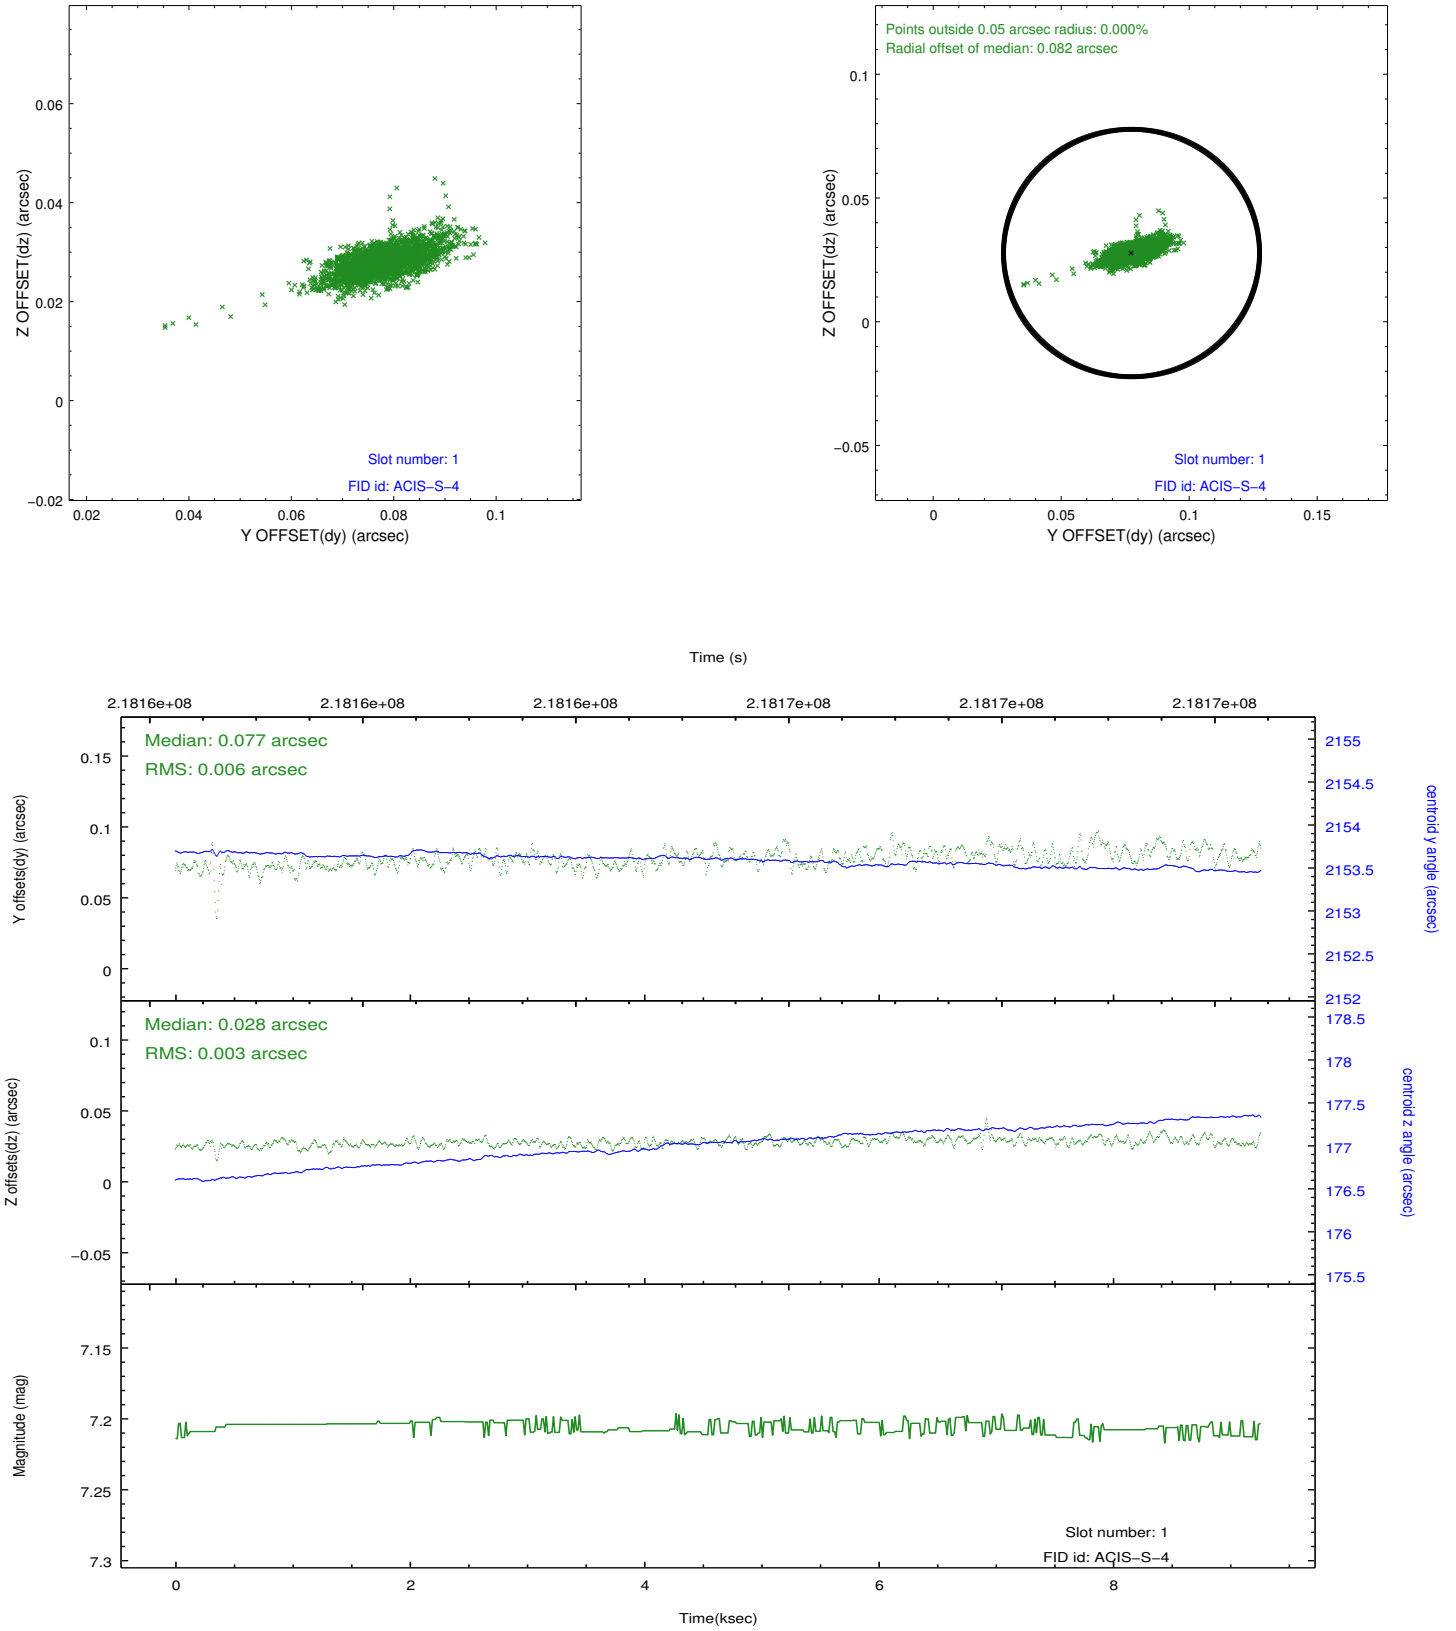 0.06
0.04
0.02
0
−0.02
0.02
0.04
0.06
0.08
0.1
Z OFFSET(dz) (arcsec)
Y OFFSET(dy) (arcsec)
Slot number: 1
FID id: ACIS−S−4
Points outside 0.05 arcsec radius: 0.000%
Radial offset of median: 0.082 arcsec
0.1
0.05
0
−0.05
0
0.05
0.1
0.15
Z OFFSET(dz) (arcsec)
Y OFFSET(dy) (arcsec)
Slot number: 1
FID id: ACIS−S−4
Time (s)
2.1816e+08
2.1816e+08
2.1816e+08
2.1817e+08
2.1817e+08
2.1817e+08
Median: 0.077 arcsec
RMS: 0.006 arcsec
0.15
0.1
0.05
0
Y offsets(dy) (arcsec)
2155
2154.5
2154
2153.5
2153
2152.5
2152
centroid y angle (arcsec)
Median: 0.028 arcsec
RMS: 0.003 arcsec
0.1
0.05
0
−0.05
Z offsets(dz) (arcsec)
178.5
178
177.5
177
176.5
176
175.5
centroid z angle (arcsec)
7.15
7.2
7.25
7.3
Magnitude (mag)
Slot number: 1
FID id: ACIS−S−4
0
2
4
6
8
Time(ksec)